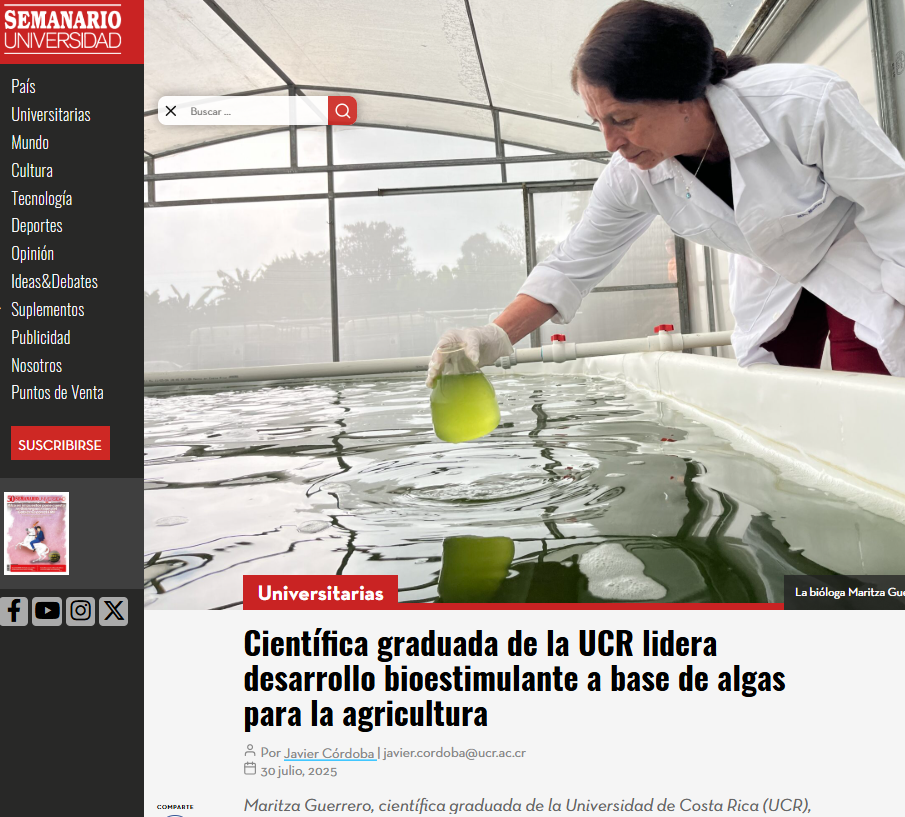 SEMANARIO
UNIVERSIDAD
País
Universitarias
Mundo
Cultura
Tecnología
Deportes
Opinión
Ideas&Debates
Suplementos
Publicidad
Nosotros
Puntos de Venta
SUSCRIBIRSE
Buscar ...
Universitarias
La bióloga Maritza Gue
Científica graduada de la UCR lidera
desarrollo bioestimulante a base de algas
para la agricultura
Por Javier Córdoba | javier.cordoba@ucr.ac.cr
30 julio, 2025
COMPARTE
Maritza Guerrero, científica graduada de la Universidad de Costa Rica (UCR),